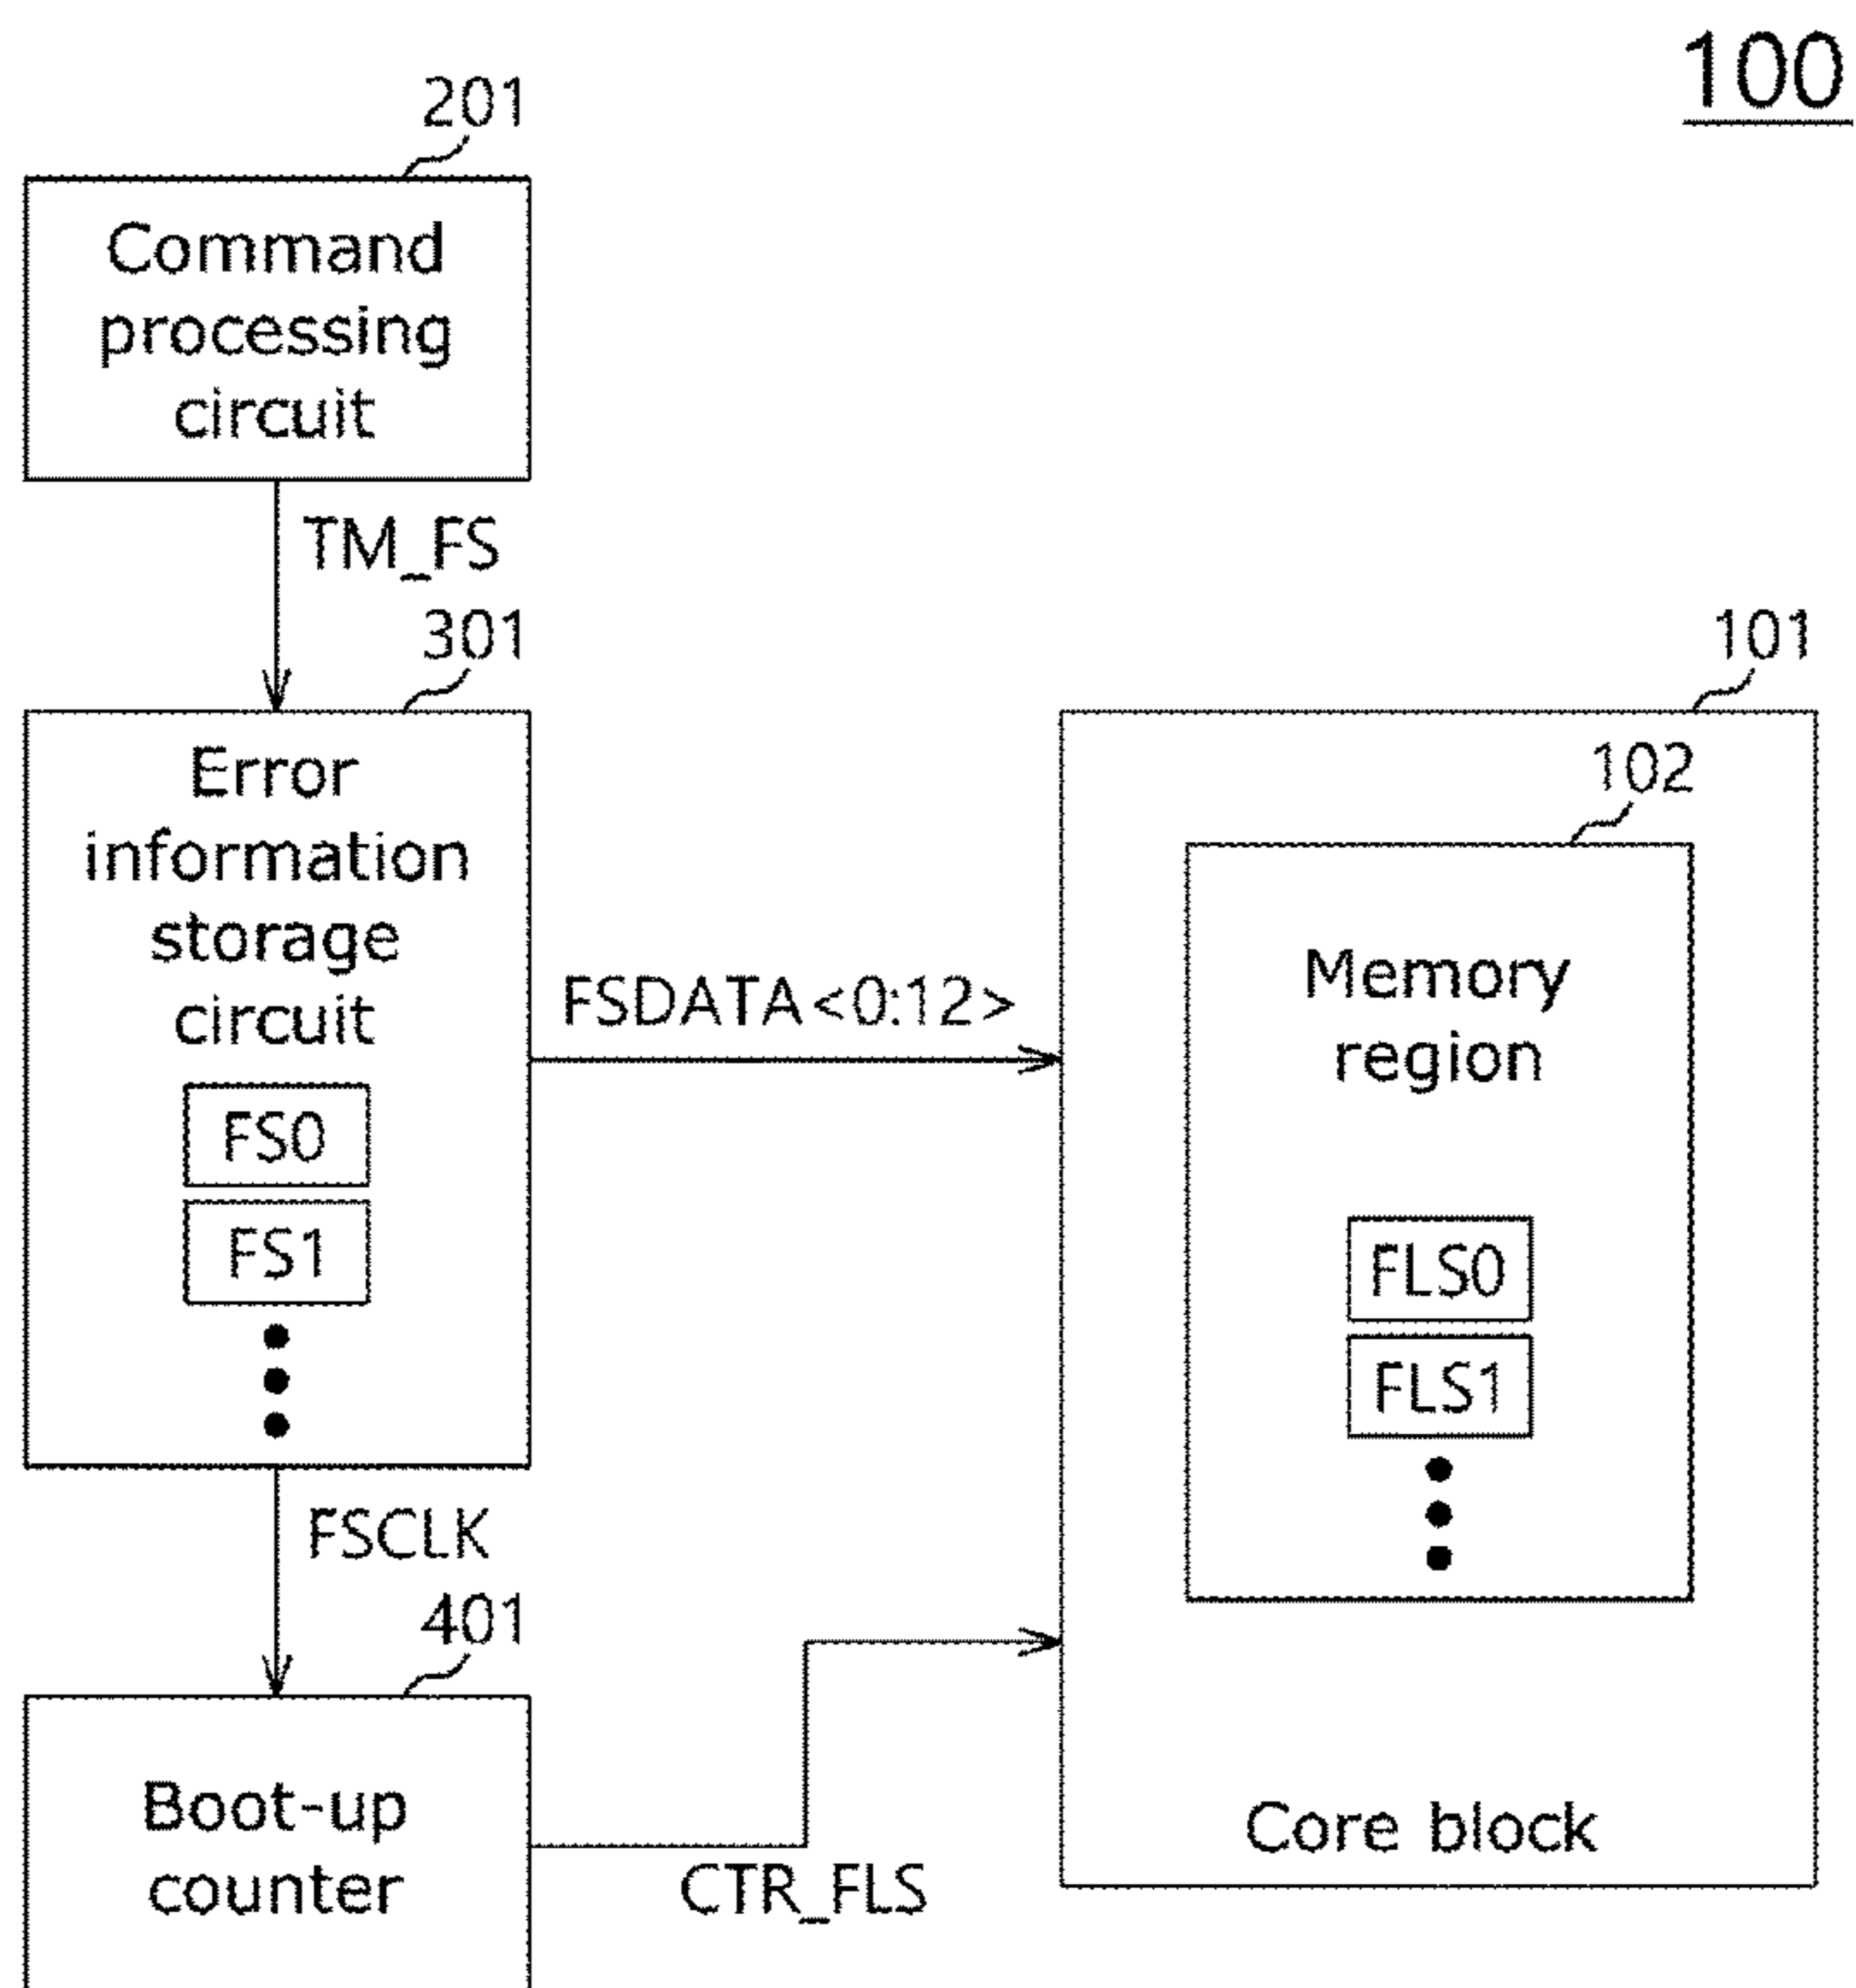 100
201
Command
processing
circuit
TM_FS
301
Error
information
storage
circuit
FS0
FS1
FSDATA<0:12>
101
102
Memory
region
FLS0
FLS1
Core block
FSCLK
401
Boot-up
counter
CTR_FLS